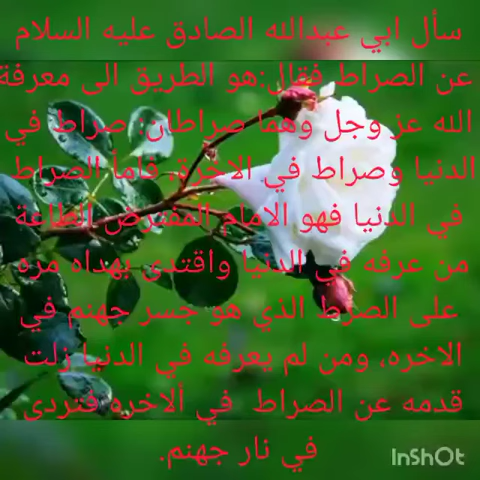 سأل ابي عبدالله الصادق عليه السلام
عن الصراط فقال:هو الطريق الى معرفة
الله عز وجل وهما صراطان: صراط في
الدنيا وصراط في الاخرة، فامأ الصراط
في الدنيا فهو الامام المفترض الطاعة
من عرفه في الدنيا واقتدى بهداه مره
على الصرط الذي هو جسر جهنم في
الاخره، ومن لم يعرفه في الدنيا زلت
قدمه عن الصراط في ألاخره فتردى
في نار جهنم.
InShOt